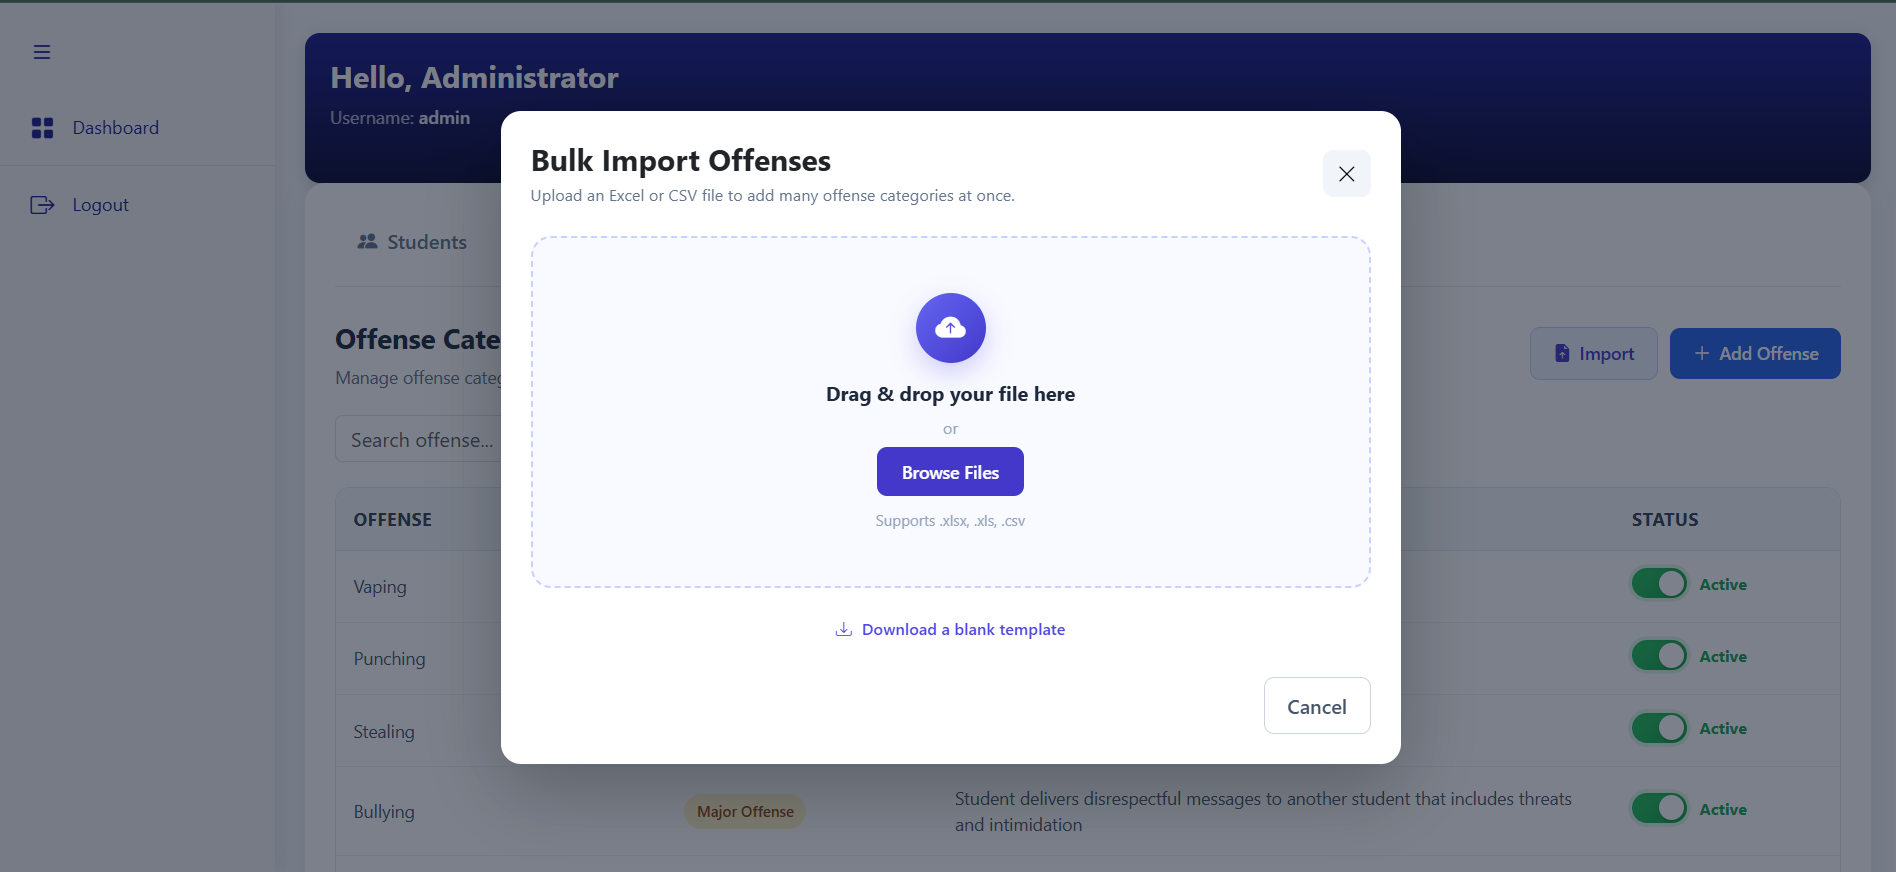 Hello, Administrator
Username: admin
Dashboard
Logout
Students
Bulk Import Offenses
Upload an Excel or CSV file to add many offense categories at once.
Drag & drop your file here
or
Browse Files
Supports .xlsx, .xls, .csv
Download a blank template
Cancel
Offense Cate
Manage offense categ
Import
+ Add Offense
Search offense...
OFFENSE
STATUS
Vaping
Active
Punching
Active
Stealing
Active
Bullying
Major Offense
Student delivers disrespectful messages to another student that includes threats
and intimidation
Active